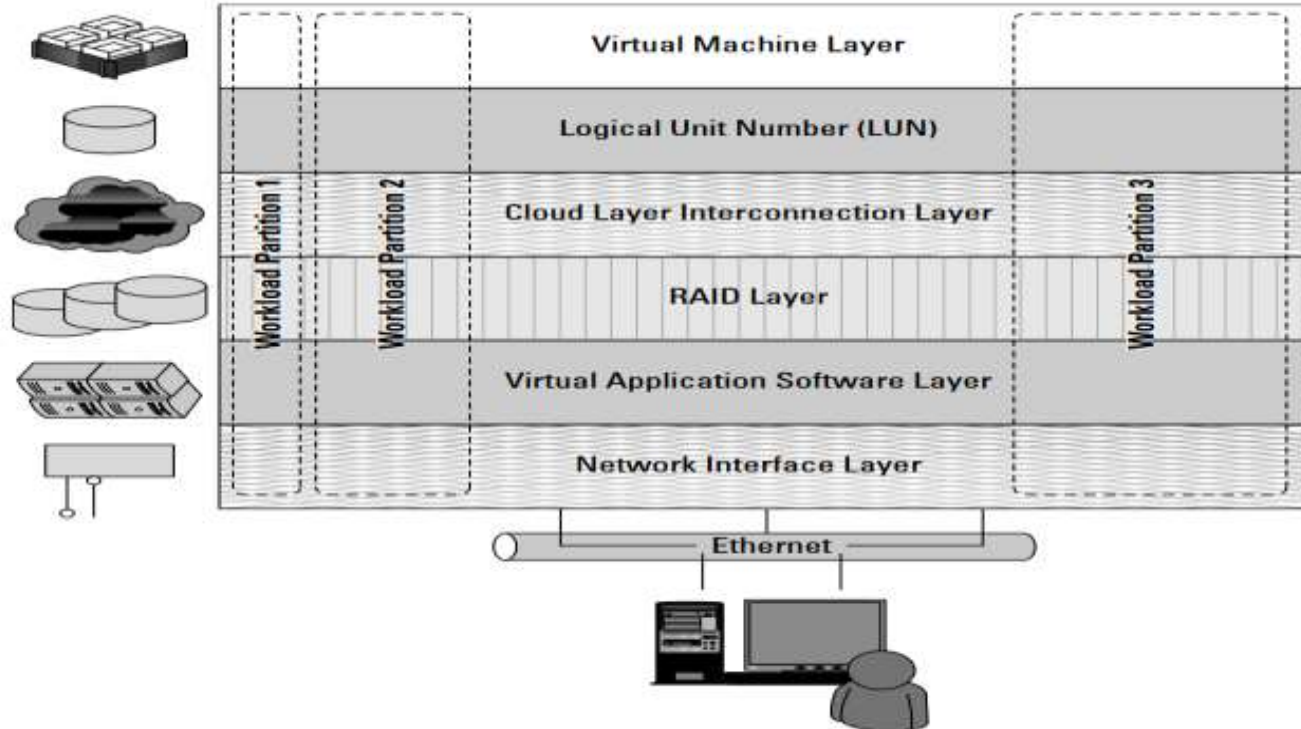 Virtual Machine Layer
Logical Unit Number (LUN)
Cloud Layer Interconnection Layer
RAID Layer
Virtual Application Software Layer
Network Interface Layer
Workload Partition 1
Workload Partition 2
Workload Partition 3
Ethernet